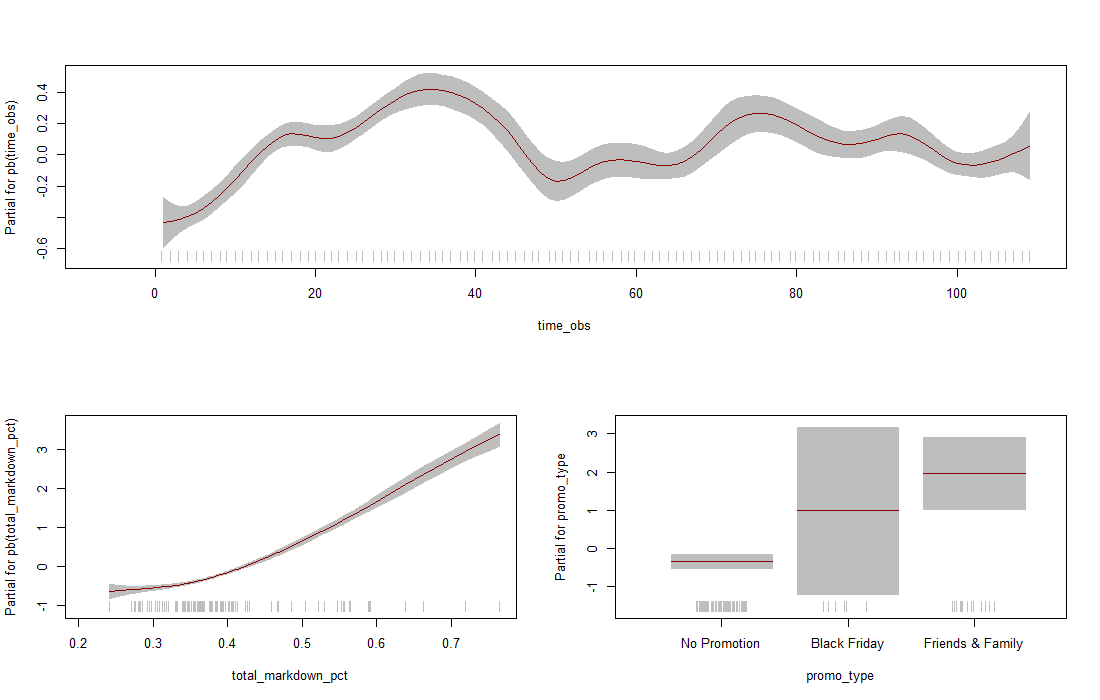 Partial for pb(time_obs)
0.4
0.2
0.0
-0.2
-0.6
0 20 40 60 80 100
time_obs
Partial for pb(total_markdown_pct)
3
2
1
0
-1
0.2 0.3 0.4 0.5 0.6 0.7
total_markdown_pct
Partial for promo_type
3
2
1
0
-1
No Promotion Black Friday Friends & Family
promo_type